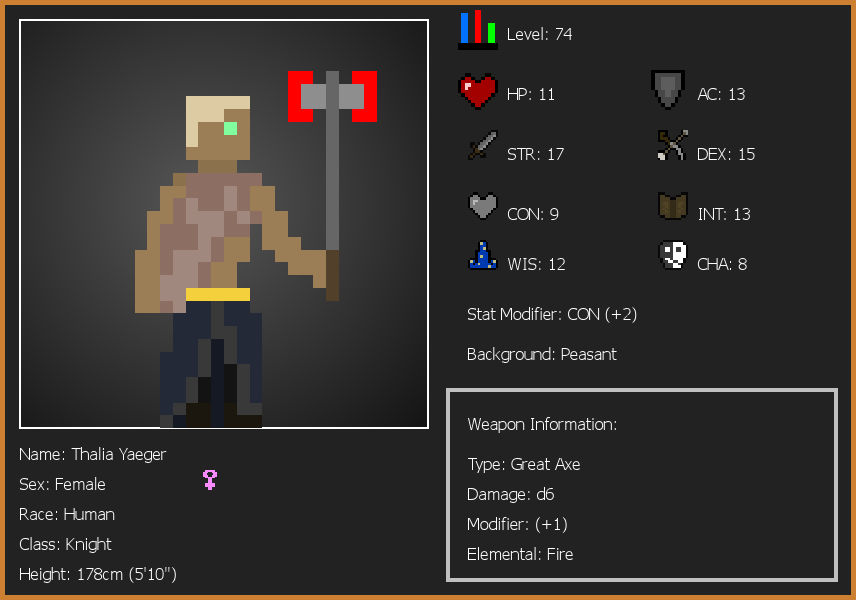 Level: 74
HP: 11
AC: 13
STR: 17
DEX: 15
CON: 9
INT: 13
WIS: 12
CHA: 8
Stat Modifier: CON (+2)
Background: Peasant
Weapon Information:
Type: Great Axe
Damage: d6
Modifier: (+1)
Elemental: Fire
Name: Thalia Yaeger
Sex: Female
Race: Human
Class: Knight
Height: 178cm (5'10")